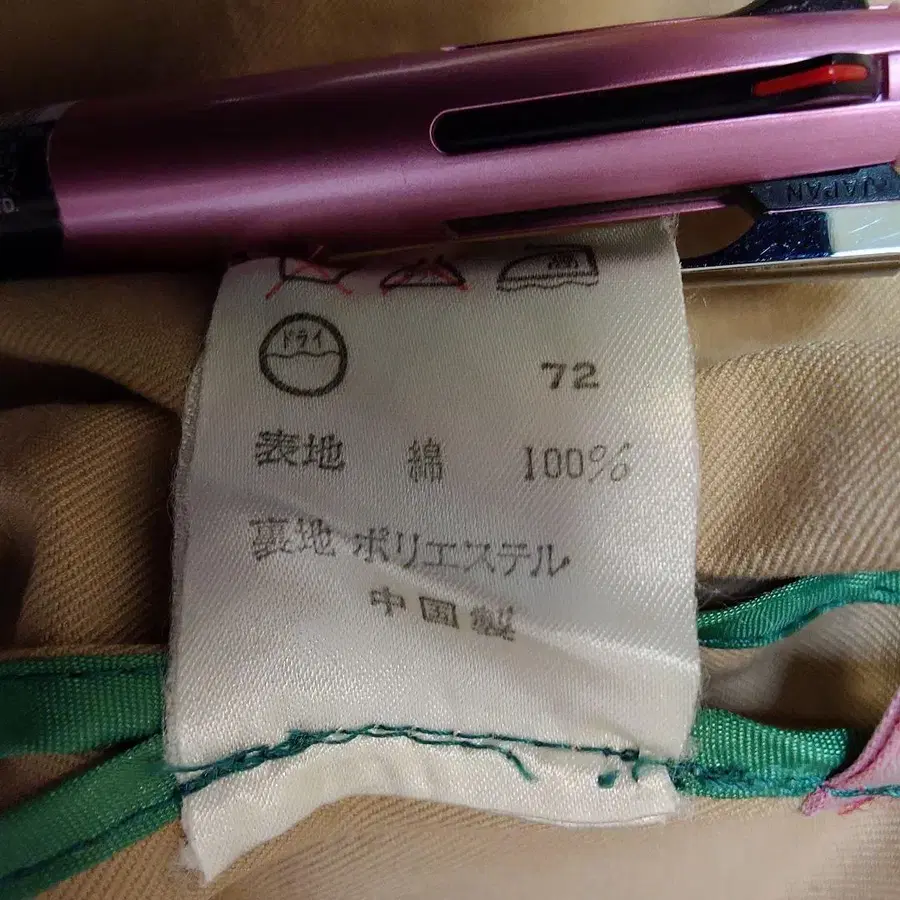 JAPAN
ドライ
72
表地 綿 100%
裏地 ポリエステル
中国製